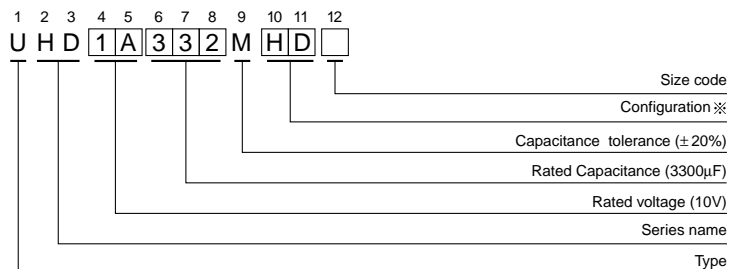 1 2 3 4 5 6 7 8 9 10 11 12
U H D 1 A 3 3 2 M H D
Size code
Configuration ※
Capacitance tolerance (±20%)
Rated Capacitance (3300µF)
Rated voltage (10V)
Series name
Type